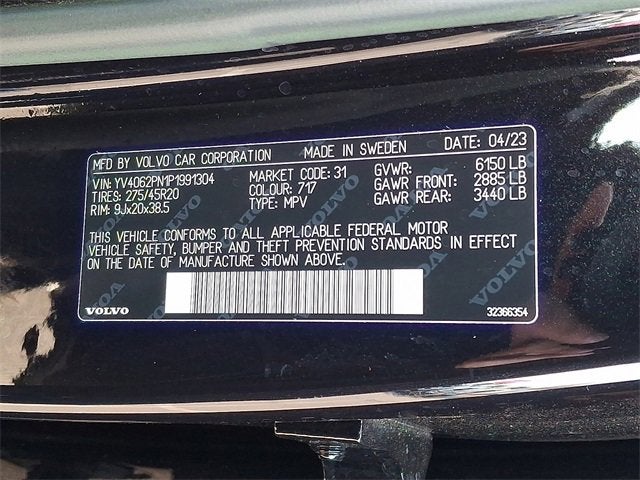 MFD BY VOLVO CAR CORPORATION MADE IN SWEDEN DATE: 04/23
VIN: YV4062PM1P1991304 MARKET CODE: 31 GVWR: 6150 LB
TIRES: 275/45R20 COLOUR: 717 GAWR FRONT: 2885 LB
RIM: 9Jx20x38.5 TYPE: MPV GAWR REAR: 3440 LB
THIS VEHICLE CONFORMS TO ALL APPLICABLE FEDERAL MOTOR
VEHICLE SAFETY, BUMPER AND THEFT PREVENTION STANDARDS IN EFFECT
ON THE DATE OF MANUFACTURE SHOWN ABOVE.
VOLVO 32366354